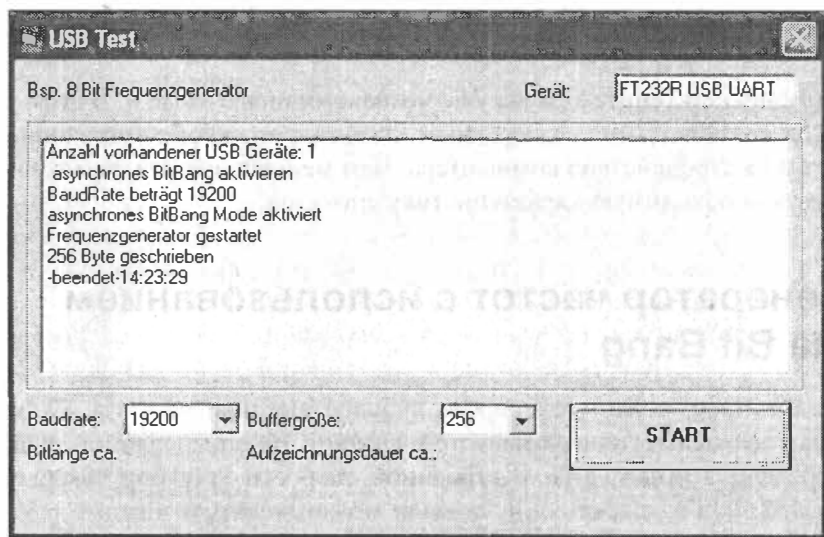 USB Test
Bsp. 8 Bit Frequenzgenerator Gerät: FT232R USB UART
Anzahl vorhandener USB Geräte: 1
asynchrones BitBang aktivieren
BaudRate beträgt 19200
asynchrones BitBang Mode aktiviert
Frequenzgenerator gestartet
256 Byte geschrieben
-beendet-14:23:29
Baudrate: 19200 Buffergröße: 256 START
Bitlänge ca. Aufzeichnungsdauer ca.: